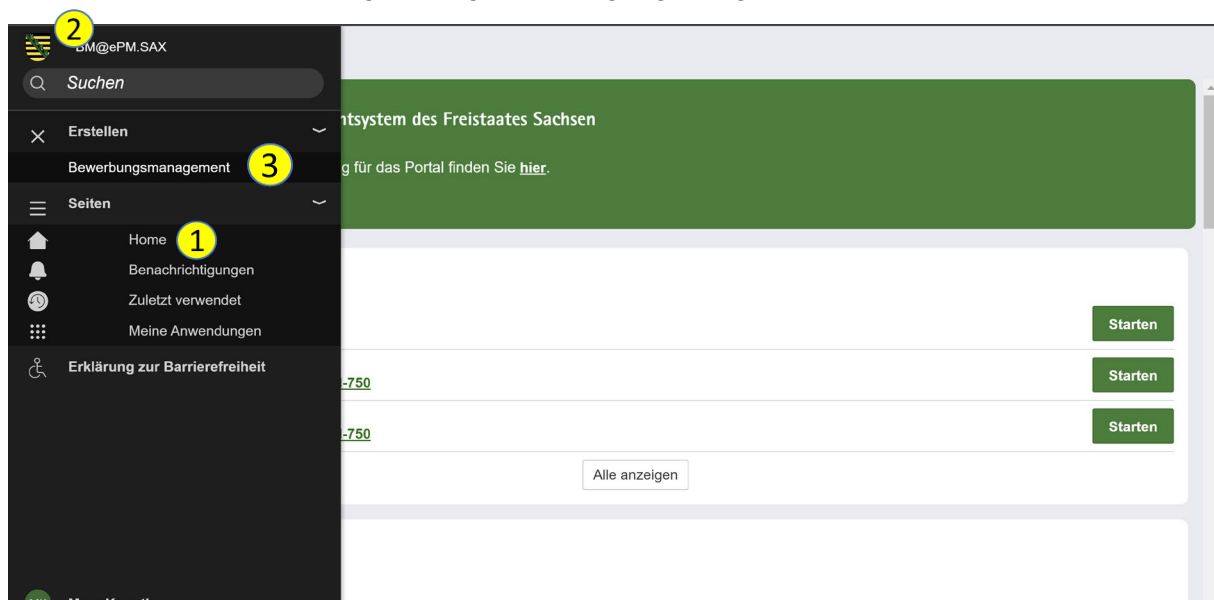 2
BM@ePM.SAX
Suchen
Erstellen
Bewerbungsmanagement 3
Seiten
Home 1
Benachrichtigungen
Zuletzt verwendet
Meine Anwendungen
Erklärung zur Barrierefreiheit
ntsystem des Freistaates Sachsen
g für das Portal finden Sie hier.
Starten
-750 Starten
-750 Starten
Alle anzeigen